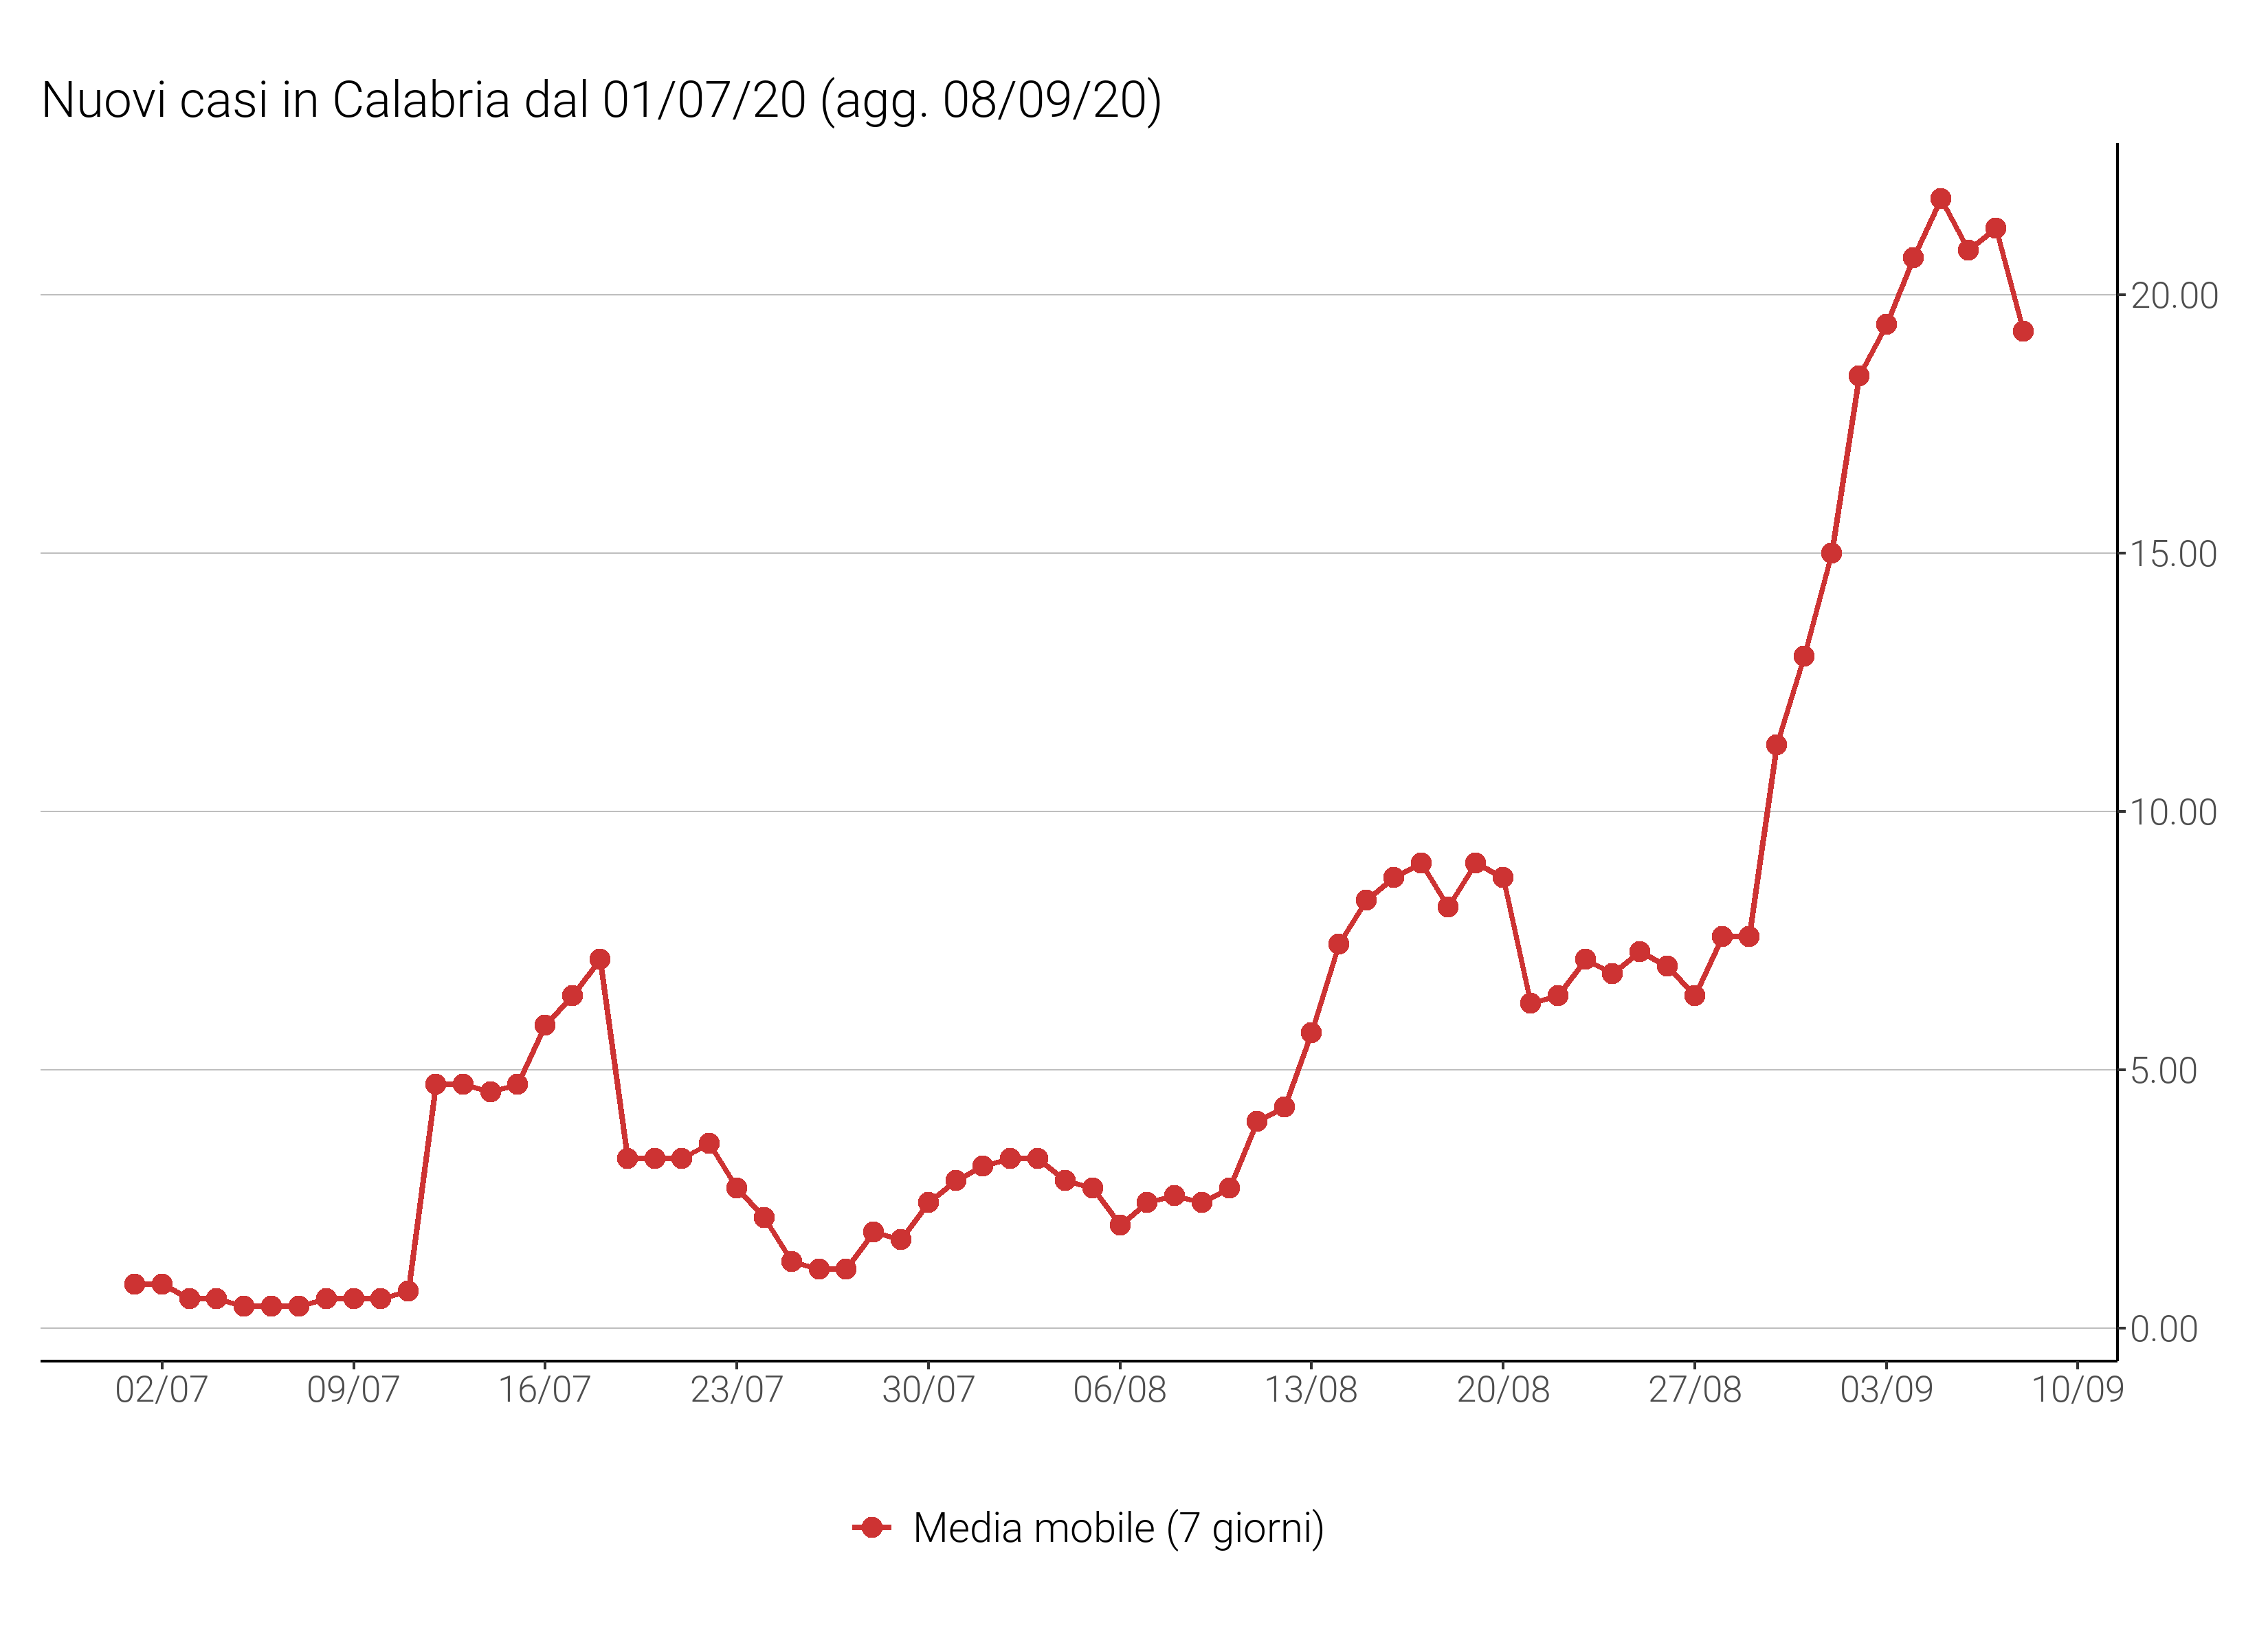 Nuovi casi in Calabria dal 01/07/20 (agg. 08/09/20)
20.00
15.00
10.00
5.00
0.00
02/07 09/07 16/07 23/07 30/07 06/08 13/08 20/08 27/08 03/09 10/09
Media mobile (7 giorni)